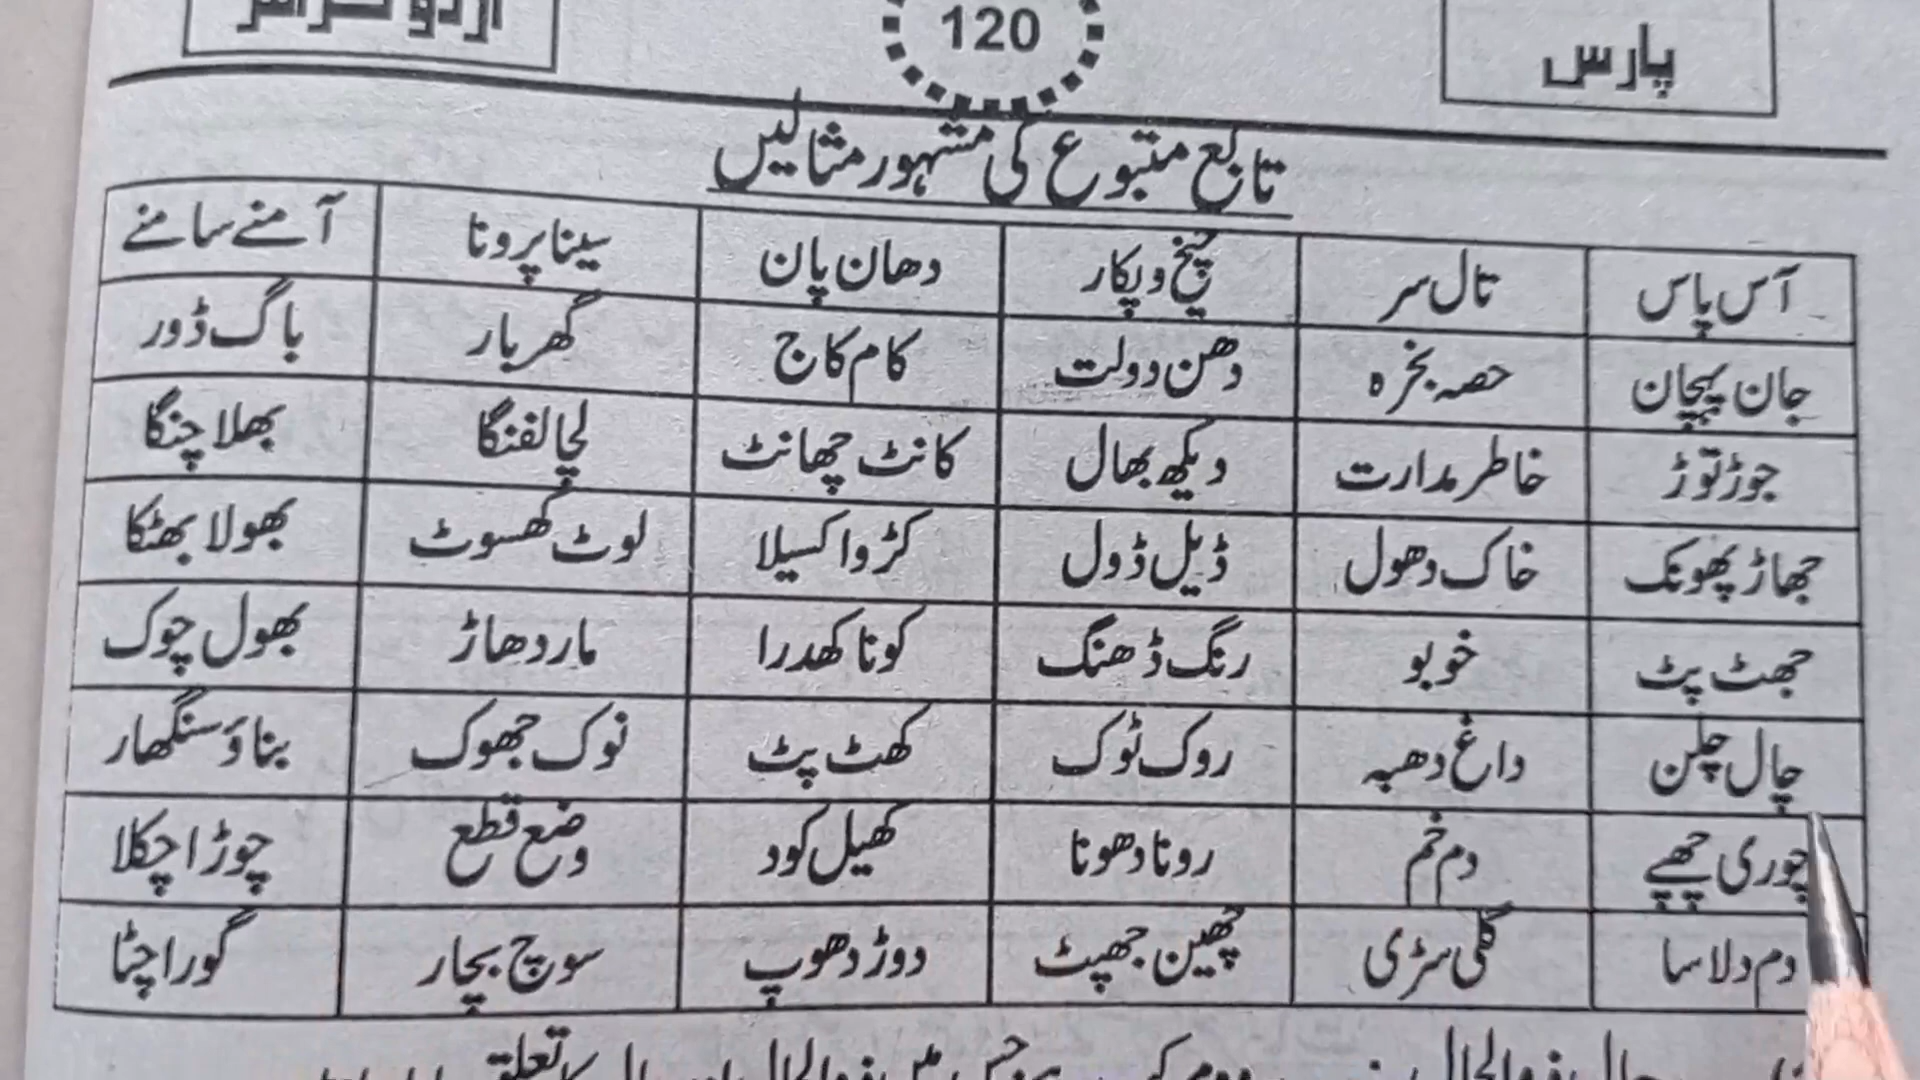 120
پارس
تابع متبوع کی مشہور مثالیں
آس پاس تال سر چیخ و پکار دھان پان سینا پرونا آمنے سامنے
جان پہچان حصہ بخرہ دھن دولت کام کاج گھر بار باگ ڈور
جوڑ توڑ خاطر مدارت دیکھ بھال کانٹ چھانٹ لچا لفنگا بھلا چنگا
جھاڑ پھونک خاک دھول ڈیل ڈول کڑوا کسیلا لوٹ کھسوٹ بھولا بھٹکا
جھٹ پٹ خوبو رنگ ڈھنگ کونا کھدرا مار دھاڑ بھول چوک
چال چلن داغ دھبہ روک ٹوک کھٹ پٹ نوک جھوک بناؤ سنگھار
چوری چھپے دم خم رونا دھونا کھیل کود وضع قطع چوڑا چکلا
دم دلاسا گلی سڑی چھین جھپٹ دوڑ دھوپ سوچ بچار گورا چٹا